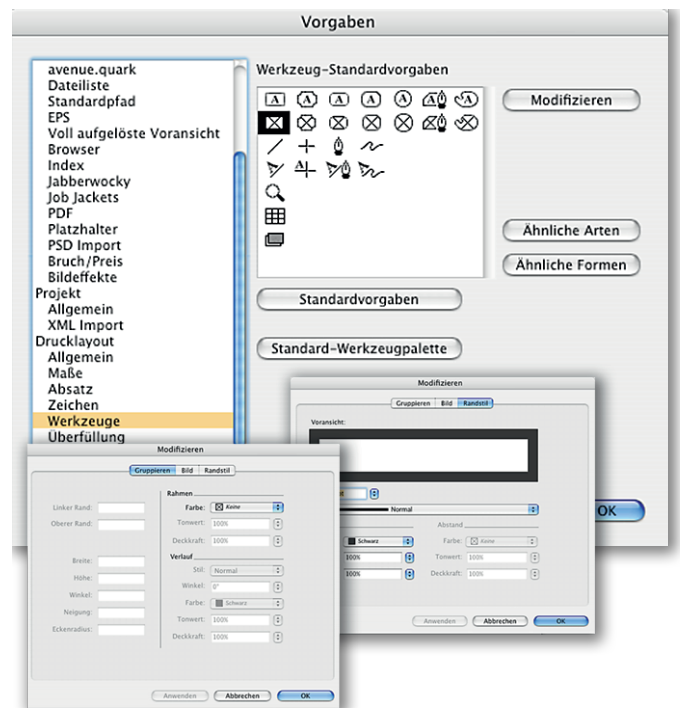 Vorgaben
avenue.quark
Dateiliste
Standardpfad
EPS
Voll aufgelöste Voransicht
Browser
Index
Jabberwocky
Job Jackets
PDF
Platzhalter
PSD Import
Bruch/Preis
Bildeffekte
Projekt
Allgemein
XML Import
Drucklayout
Allgemein
Maße
Absatz
Zeichen
Werkzeuge
Überfüllung
Werkzeug-Standardvorgaben
Modifizieren
Ähnliche Arten
Ähnliche Formen
Standardvorgaben
Standard-Werkzeugpalette
OK
Modifizieren
Gruppieren Bild Randstil
Voransicht:
Normal
Abstand
Schwarz Farbe: Keine
100% Tonwert: 100%
100% Deckkraft: 100%
Anwenden Abbrechen OK
Modifizieren
Gruppieren Bild Randstil
Linker Rand:
Oberer Rand:
Breite:
Höhe:
Winkel:
Neigung:
Eckenradius:
Rahmen
Farbe: Keine
Tonwert: 100%
Deckkraft: 100%
Verlauf
Stil: Normal
Winkel: 0°
Farbe: Schwarz
Tonwert: 100%
Deckkraft: 100%
Anwenden Abbrechen OK